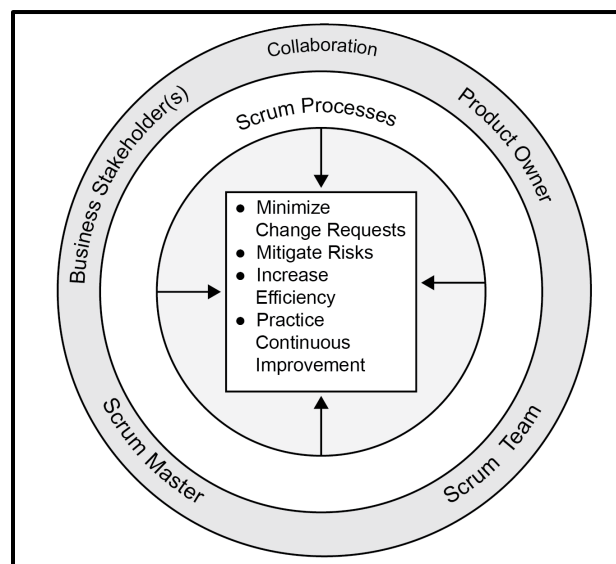 Collaboration
Business Stakeholder(s)
Product Owner
Scrum Processes
● Minimize
Change Requests
● Mitigate Risks
● Increase
Efficiency
● Practice
Continuous
Improvement
Scrum Master
Scrum Team